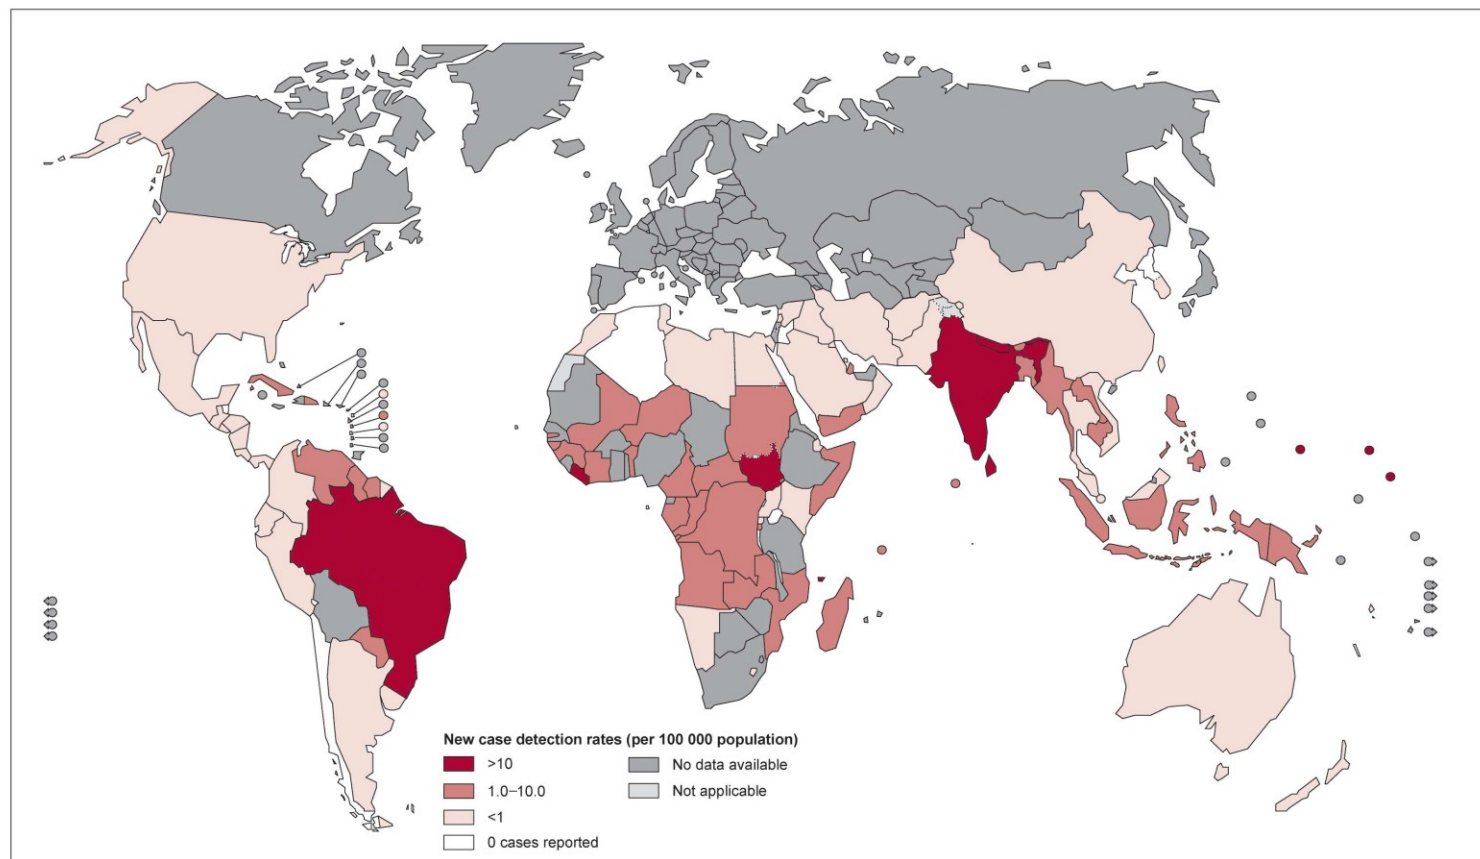 New case detection rates (per 100 000 population)
>10
1.0–10.0
<1
0 cases reported
No data available
Not applicable